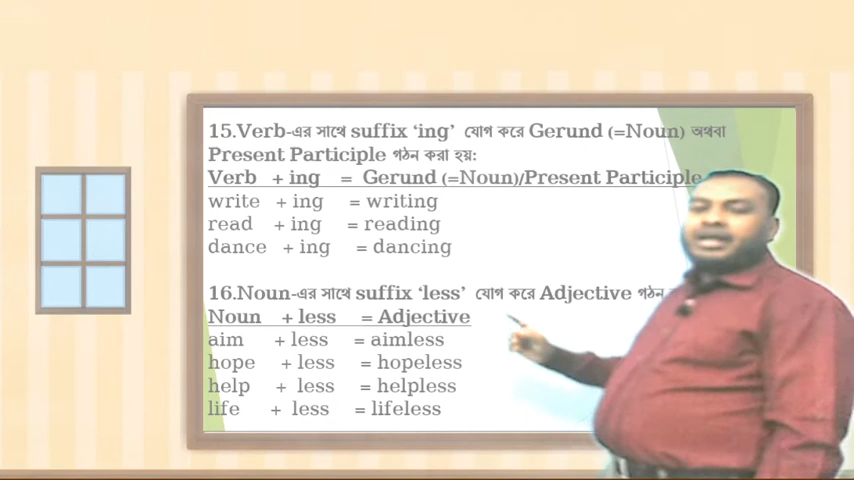 15.Verb-এর সাথে suffix ‘ing’ যোগ করে Gerund (=Noun) অথবা
Present Participle গঠন করা হয়:
Verb + ing = Gerund (=Noun)/Present Participle
write + ing = writing
read + ing = reading
dance + ing = dancing
16.Noun-এর সাথে suffix ‘less’ যোগ করে Adjective গঠন
Noun + less = Adjective
aim + less = aimless
hope + less = hopeless
help + less = helpless
life + less = lifeless